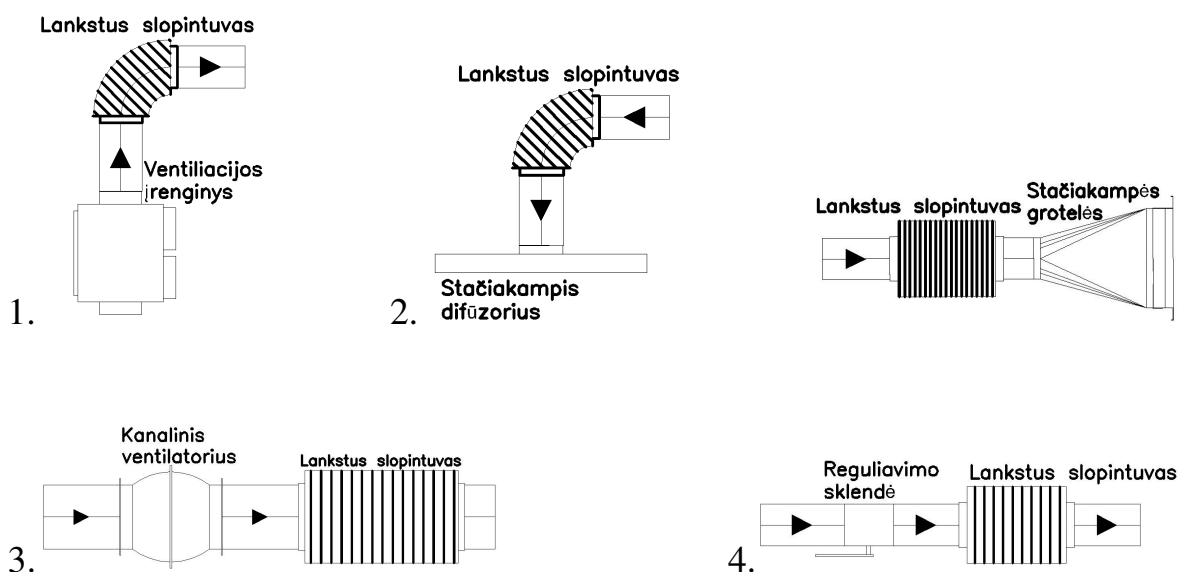 Lankstus slopintuvas
Ventiliacijos
įrenginys
1.
Lankstus slopintuvas
Stačiakampis
difūzorius
2.
Stačiakampės
grotelės
Lankstus slopintuvas
Kanalinis
ventilatorius
Lankstus slopintuvas
3.
Reguliavimo
sklendė
Lankstus slopintuvas
4.